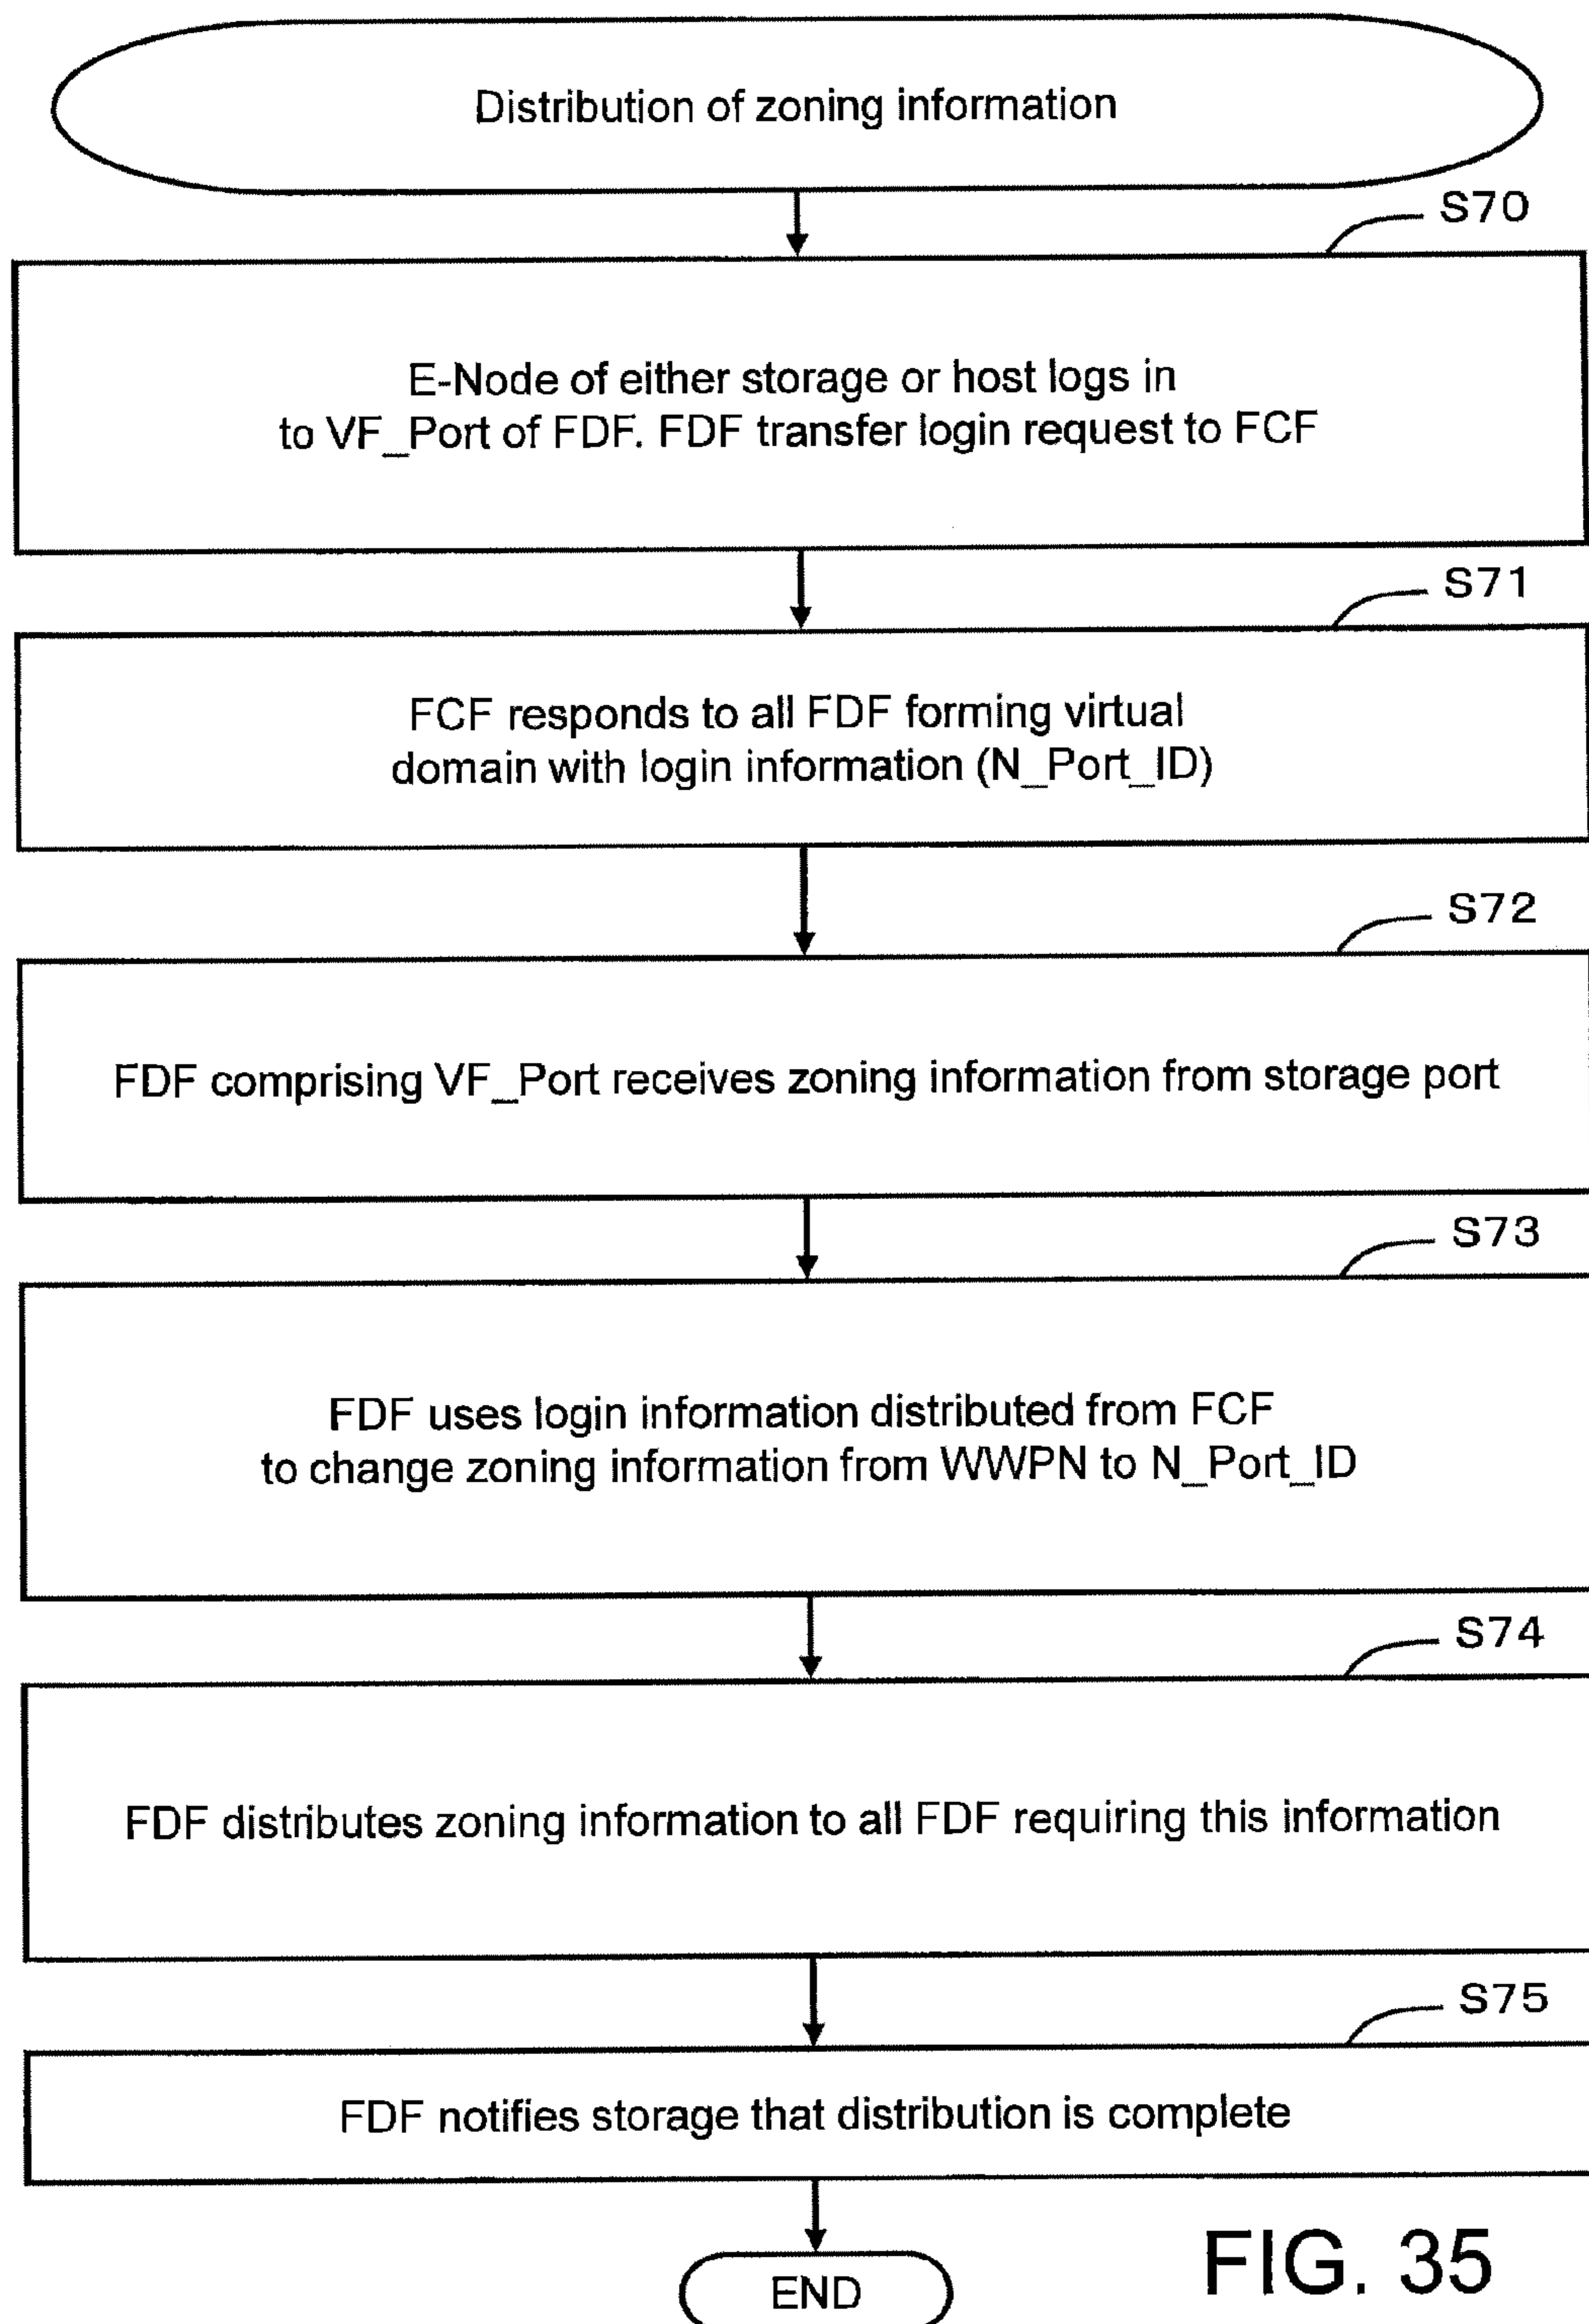 Distribution of zoning information
S70
E-Node of either storage or host logs in
to VF_Port of FDF. FDF transfer login request to FCF
S71
FCF responds to all FDF forming virtual
domain with login information (N_Port_ID)
S72
FDF comprising VF_Port receives zoning information from storage port
S73
FDF uses login information distributed from FCF
to change zoning information from WWPN to N_Port_ID
S74
FDF distributes zoning information to all FDF requiring this information
S75
FDF notifies storage that distribution is complete
END
FIG. 35